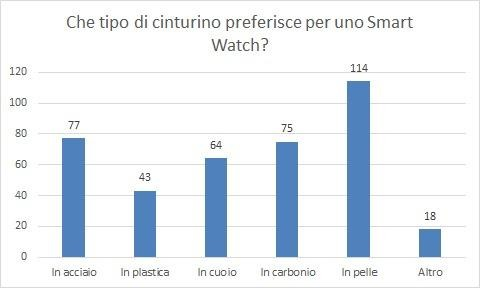 Che tipo di cinturino preferisce per uno Smart
Watch?
120
100
80
60
40
20
0
77
43
64
75
114
18
In acciaio
In plastica
In cuoio
In carbonio
In pelle
Altro